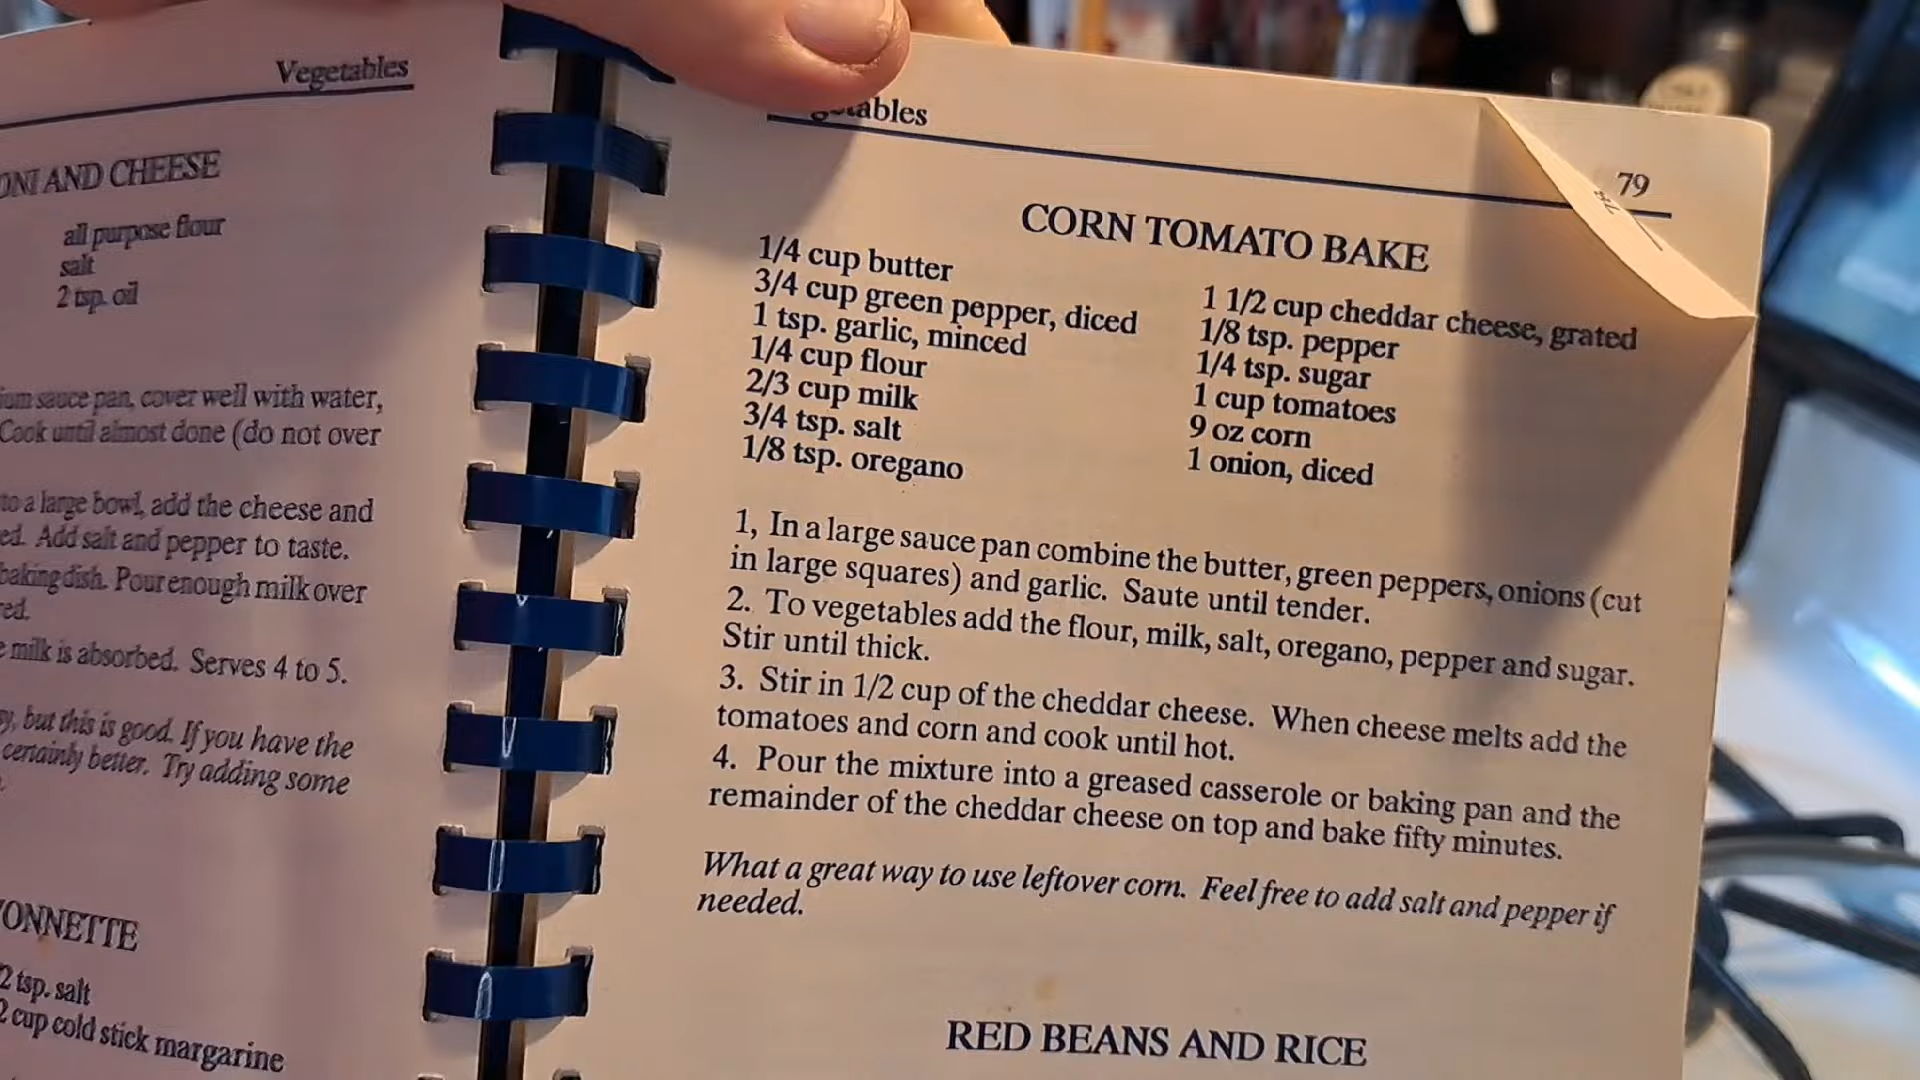 Vegetables
AND CHEESE
all purpose flour
salt
2 tsp. oil
sauce pan, cover well with water,
Cook until almost done (do not over
to a large bowl, add the cheese and
Add salt and pepper to taste.
baking dish. Pour enough milk over
milk is absorbed. Serves 4 to 5.
but this is good. If you have the
certainly better. Try adding some
tsp. salt
cup cold stick margarine
79
CORN TOMATO BAKE
1/4 cup butter
3/4 cup green pepper, diced
1 tsp. garlic, minced
1/4 cup flour
2/3 cup milk
3/4 tsp. salt
1/8 tsp. oregano
1 1/2 cup cheddar cheese, grated
1/8 tsp. pepper
1/4 tsp. sugar
1 cup tomatoes
9 oz corn
1 onion, diced
1, In a large sauce pan combine the butter, green peppers, onions (cut
in large squares) and garlic. Saute until tender.
2. To vegetables add the flour, milk, salt, oregano, pepper and sugar.
Stir until thick.
3. Stir in 1/2 cup of the cheddar cheese. When cheese melts add the
tomatoes and corn and cook until hot.
4. Pour the mixture into a greased casserole or baking pan and the
remainder of the cheddar cheese on top and bake fifty minutes.
What a great way to use leftover corn. Feel free to add salt and pepper if
needed.
RED BEANS AND RICE